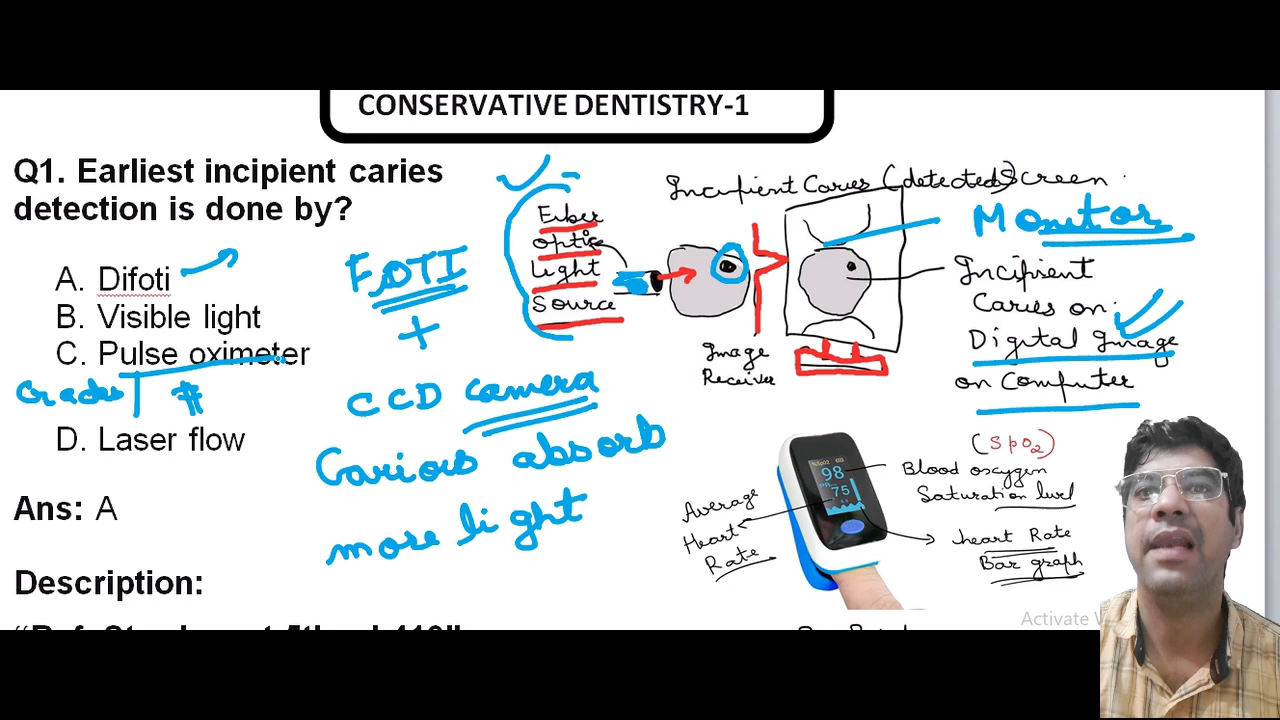 CONSERVATIVE DENTISTRY-1
Q1. Earliest incipient caries
detection is done by?
A. Difoti
B. Visible light
C. Pulse oximeter
Cracks #
D. Laser flow
Ans: A
Description:
FOTI
+
CCD camera
Carious absorb
more light
Fiber
optic
light
Source
Incipient Caries (detected) Screen
Monitor
Incipient
Caries on
Digital Image
on Computer
Image
Receiver
(SpO2)
Blood oxygen
Saturation level
Average
Heart
Rate
%SpO2
98
75
heart Rate
Bar graph
Activate